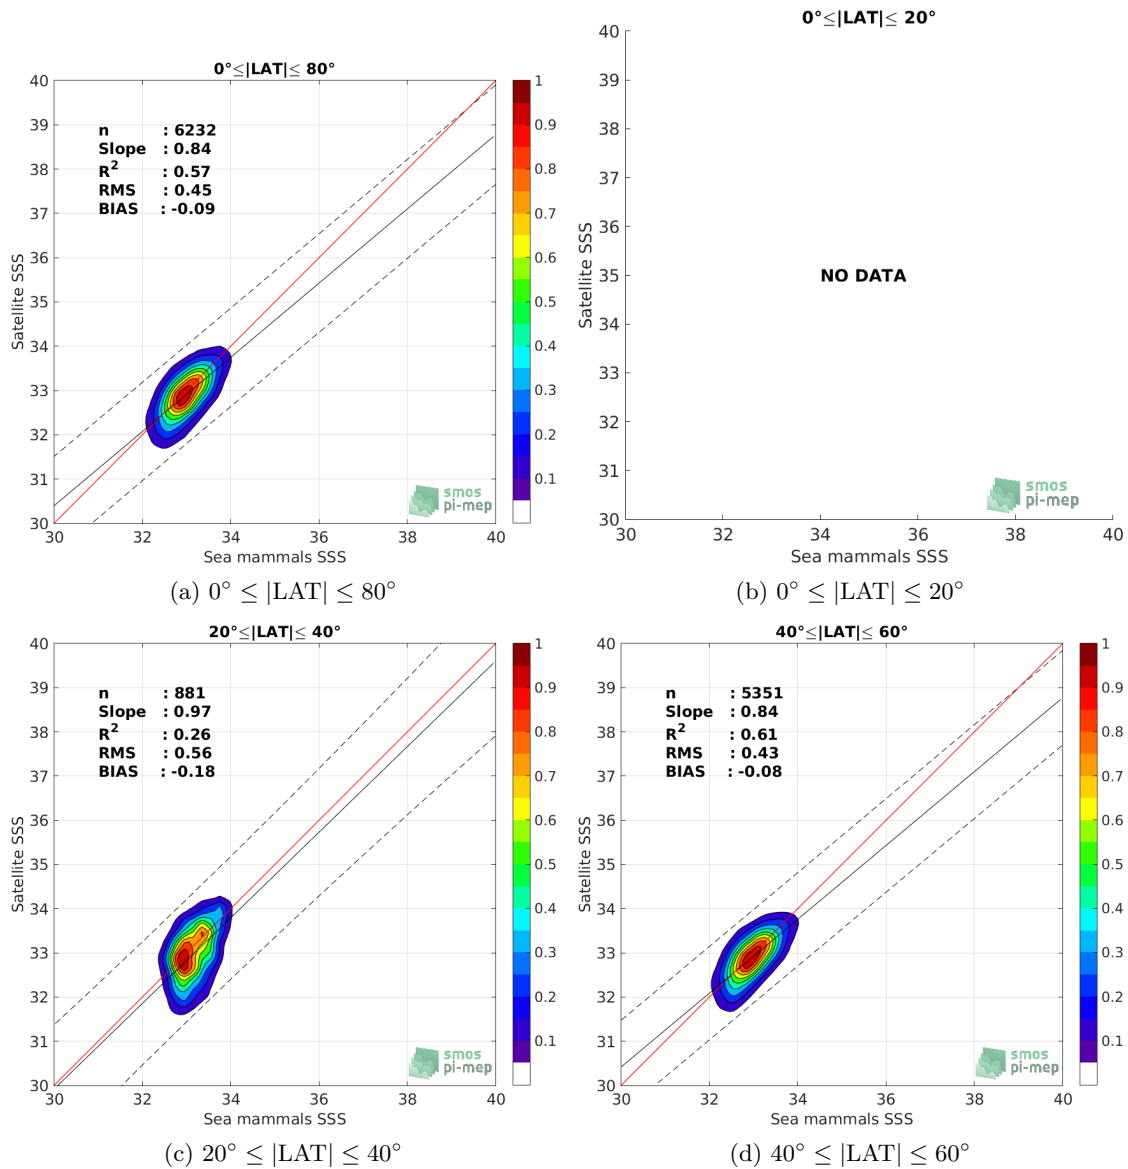 0°≤|LAT|≤ 80°
n : 6232
Slope : 0.84
R² : 0.57
RMS : 0.45
BIAS : -0.09
40
39
38
37
36
35
34
33
32
31
30
Satellite SSS
30 32 34 36 38 40
Sea mammals SSS
smos
pi-mep
1
0.9
0.8
0.7
0.6
0.5
0.4
0.3
0.2
0.1
(a) 0° ≤ |LAT| ≤ 80°
0°≤|LAT|≤ 20°
40
39
38
37
36
35
34
33
32
31
30
Satellite SSS
NO DATA
30 32 34 36 38 40
Sea mammals SSS
smos
pi-mep
(b) 0° ≤ |LAT| ≤ 20°
20°≤|LAT|≤ 40°
n : 881
Slope : 0.97
R² : 0.26
RMS : 0.56
BIAS : -0.18
40
39
38
37
36
35
34
33
32
31
30
Satellite SSS
30 32 34 36 38 40
Sea mammals SSS
smos
pi-mep
1
0.9
0.8
0.7
0.6
0.5
0.4
0.3
0.2
0.1
(c) 20° ≤ |LAT| ≤ 40°
40°≤|LAT|≤ 60°
n : 5351
Slope : 0.84
R² : 0.61
RMS : 0.43
BIAS : -0.08
40
39
38
37
36
35
34
33
32
31
30
Satellite SSS
30 32 34 36 38 40
Sea mammals SSS
smos
pi-mep
1
0.9
0.8
0.7
0.6
0.5
0.4
0.3
0.2
0.1
(d) 40° ≤ |LAT| ≤ 60°